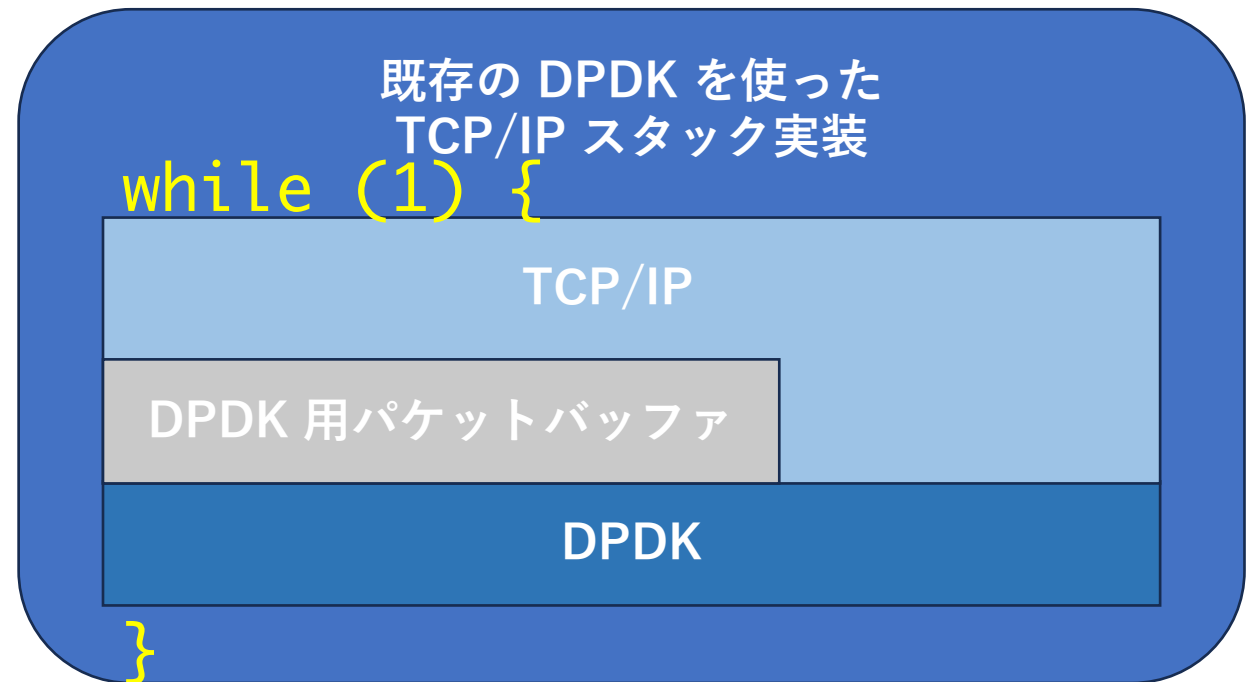 既存の DPDK を使った
TCP/IP スタック実装
while (1) {
TCP/IP
DPDK 用パケットバッファ
DPDK
}